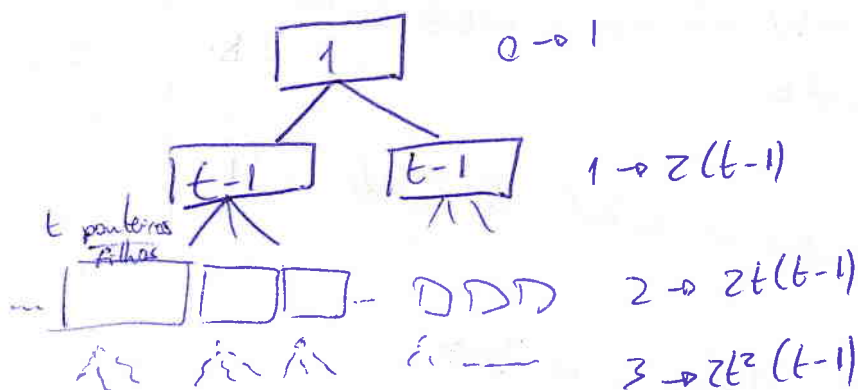 1 0 → 1
t-1 t-1 1 → 2(t-1)
t ponteiros
Filhos
... ... 2 → 2t(t-1)
3 → 2t² (t-1)